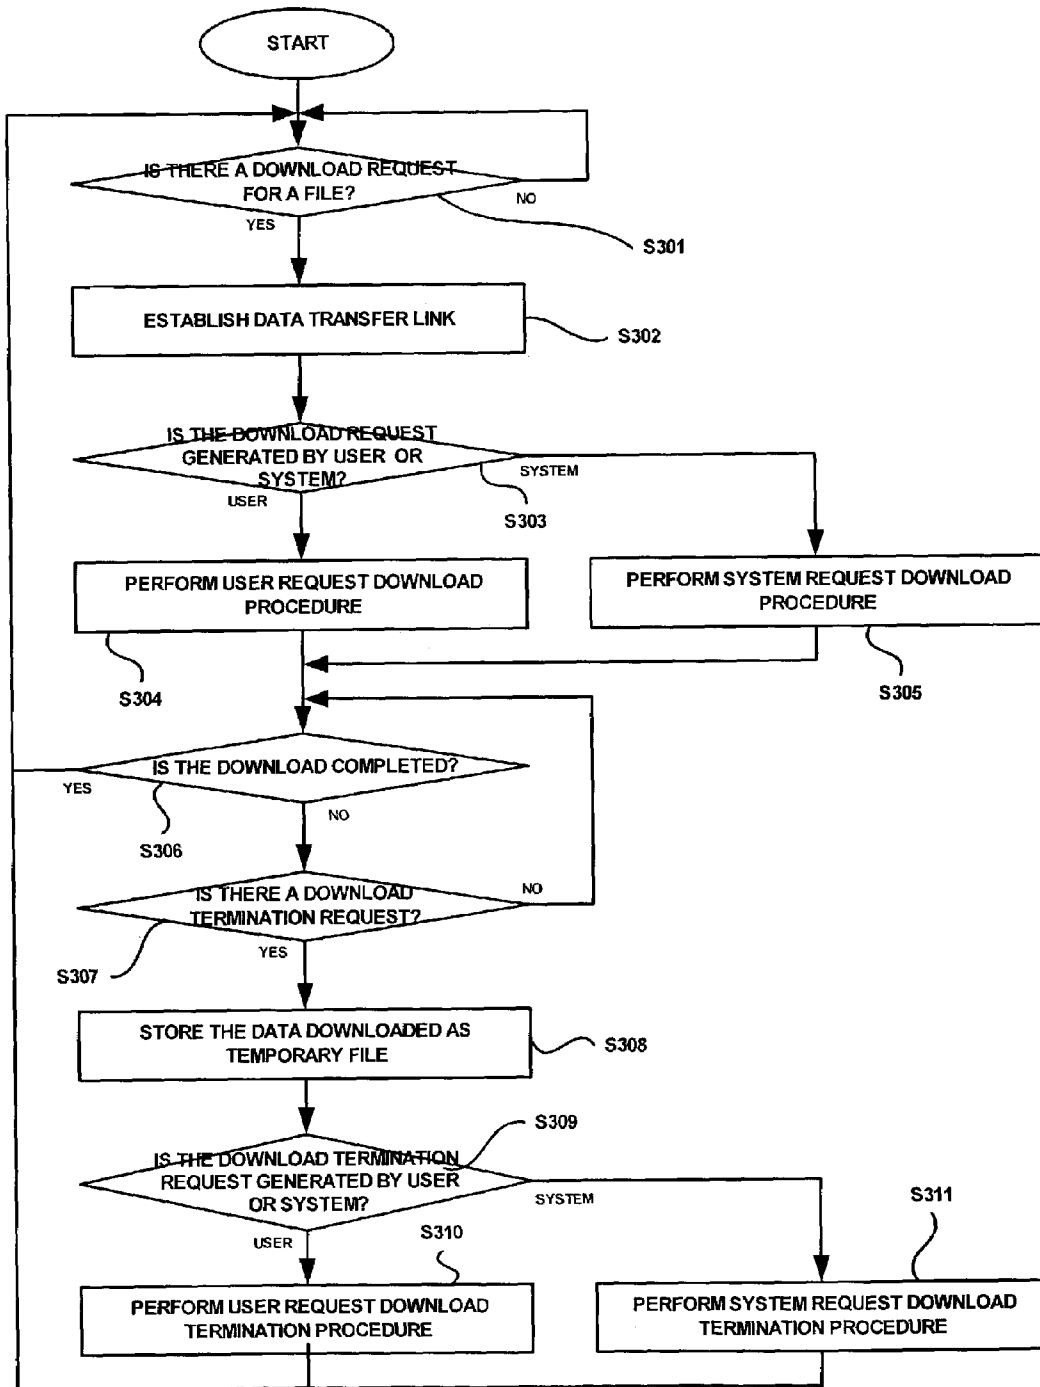 START
IS THERE A DOWNLOAD REQUEST
FOR A FILE?
NO
YES
S301
ESTABLISH DATA TRANSFER LINK
S302
IS THE DOWNLOAD REQUEST
GENERATED BY USER OR
SYSTEM?
SYSTEM
USER
S303
PERFORM USER REQUEST DOWNLOAD
PROCEDURE
PERFORM SYSTEM REQUEST DOWNLOAD
PROCEDURE
S304
S305
IS THE DOWNLOAD COMPLETED?
YES
NO
S306
IS THERE A DOWNLOAD
TERMINATION REQUEST?
NO
YES
S307
STORE THE DATA DOWNLOADED AS
TEMPORARY FILE
S308
S309
IS THE DOWNLOAD TERMINATION
REQUEST GENERATED BY USER
OR SYSTEM?
SYSTEM
USER
S310
S311
PERFORM USER REQUEST DOWNLOAD
TERMINATION PROCEDURE
PERFORM SYSTEM REQUEST DOWNLOAD
TERMINATION PROCEDURE